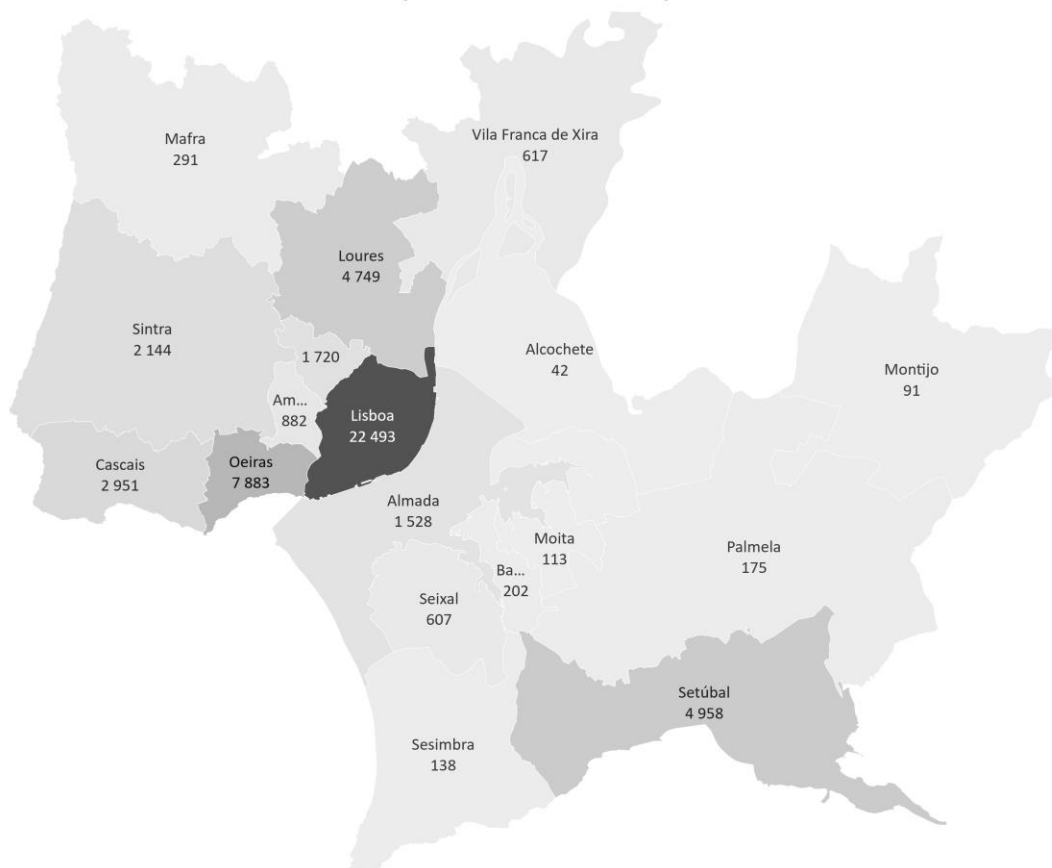 Mafra
291
Vila Franca de Xira
617
Loures
4 749
Sintra
2 144
1 720
Alcochete
42
Montijo
91
Am...
882
Lisboa
22 493
Cascais
2 951
Oeiras
7 883
Almada
1 528
Moita
113
Palmela
175
Ba...
202
Seixal
607
Setúbal
4 958
Sesimbra
138